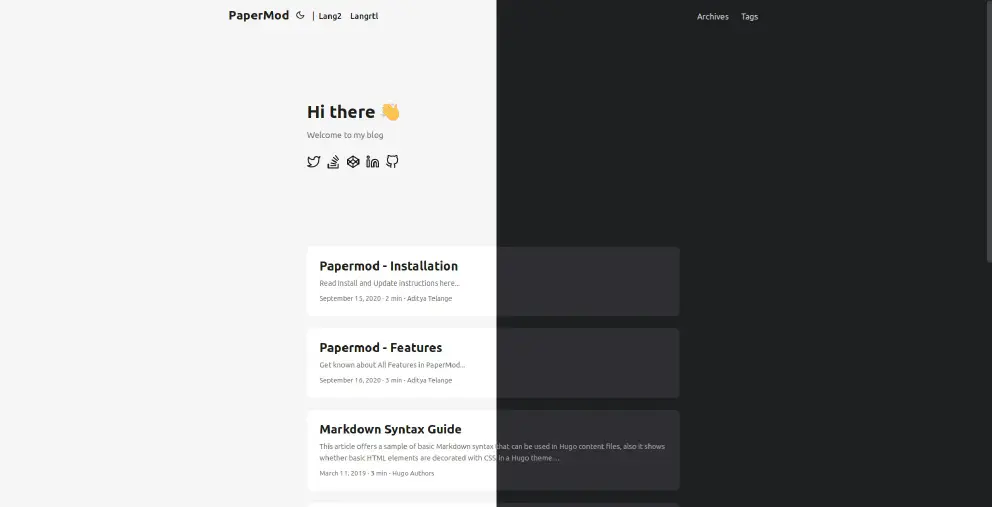 PaperMod | Lang2 Langrtl Archives Tags
Hi there 👋
Welcome to my blog
Papermod - Installation
Read Install and Update instructions here...
September 15, 2020 · 2 min · Aditya Telange
Papermod - Features
Get known about All Features in PaperMod...
September 16, 2020 · 3 min · Aditya Telange
Markdown Syntax Guide
This article offers a sample of basic Markdown syntax that can be used in Hugo content files, also it shows
whether basic HTML elements are decorated with CSS in a Hugo theme...
March 11, 2019 · 3 min · Hugo Authors